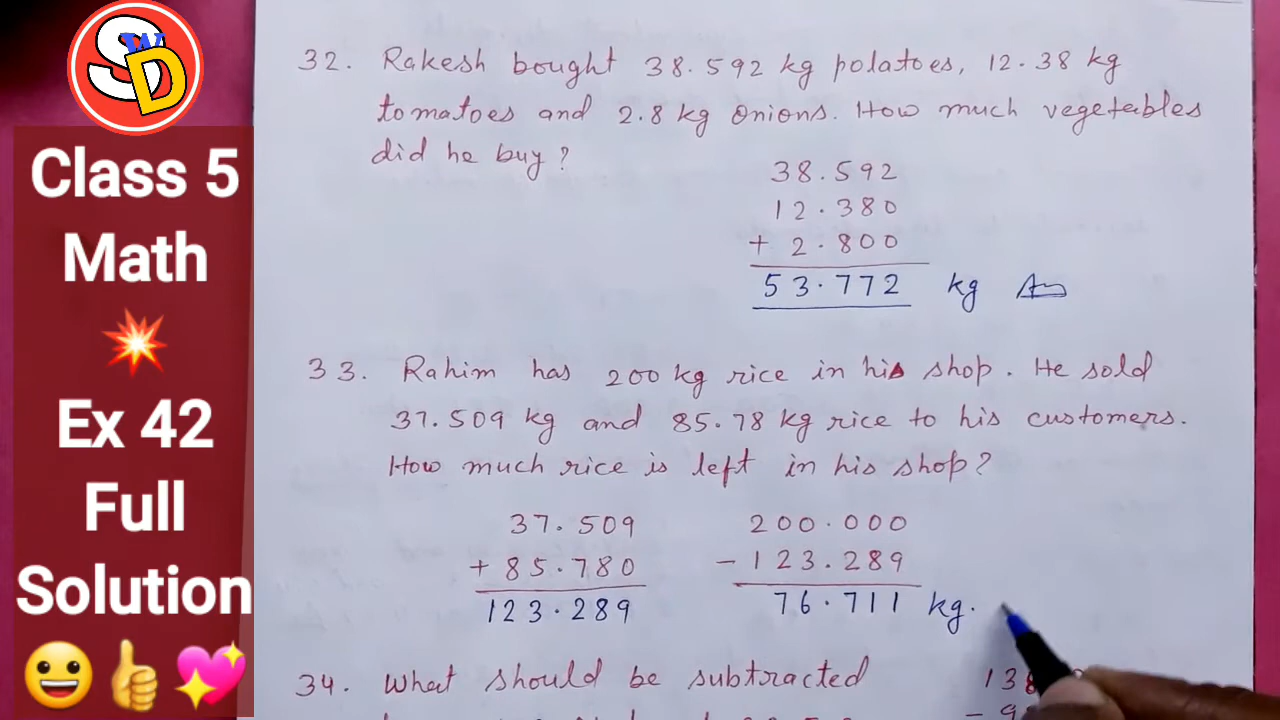 SWD
Class 5
Math
Ex 42
Full
Solution
32. Rakesh bought 38.592 kg polatoes, 12.38 kg
tomatoes and 2.8 kg Onions. How much vegetables
did he buy?
38.592
12.380
+ 2.800
53.772 kg Ans
33. Rahim has 200 kg rice in his shop. He sold
37.509 kg and 85.78 kg rice to his customers.
How much rice is left in his shop?
37.509
+ 85.780
123.289
200.000
- 123.289
76.711 kg.
34. What should be subtracted